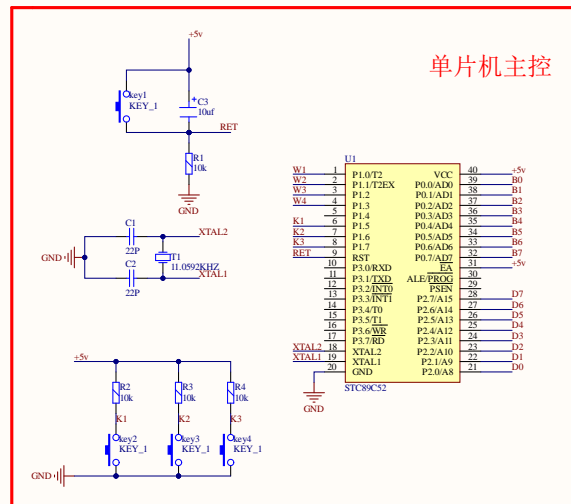 单片机主控
+5v
key1
KEY_1
C3
10uf
RET
R1
10k
GND
C1
XTAL2
22P
GND
T1
11.0592KHZ
C2
XTAL1
22P
+5v
R2
10k
R3
10k
R4
10k
K1
K2
K3
key2
KEY_1
key3
KEY_1
key4
KEY_1
GND
U1
W1 1 P1.0/T2 VCC 40 +5v
W2 2 P1.1/T2EX P0.0/AD0 39 B0
W3 3 P1.2 P0.1/AD1 38 B1
W4 4 P1.3 P0.2/AD2 37 B2
5 P1.4 P0.3/AD3 36 B3
K1 6 P1.5 P0.4/AD4 35 B4
K2 7 P1.6 P0.5/AD5 34 B5
K3 8 P1.7 P0.6/AD6 33 B6
RET 9 RST P0.7/AD7 32 B7
10 P3.0/RXD EA 31 +5v
11 P3.1/TXD ALE/PROG 30
12 P3.2/INT0 PSEN 29
13 P3.3/INT1 P2.7/A15 28 D7
14 P3.4/T0 P2.6/A14 27 D6
15 P3.5/T1 P2.5/A13 26 D5
16 P3.6/WR P2.4/A12 25 D4
17 P3.7/RD P2.3/A11 24 D3
XTAL2 18 XTAL2 P2.2/A10 23 D2
XTAL1 19 XTAL1 P2.1/A9 22 D1
20 GND P2.0/A8 21 D0
STC89C52
GND